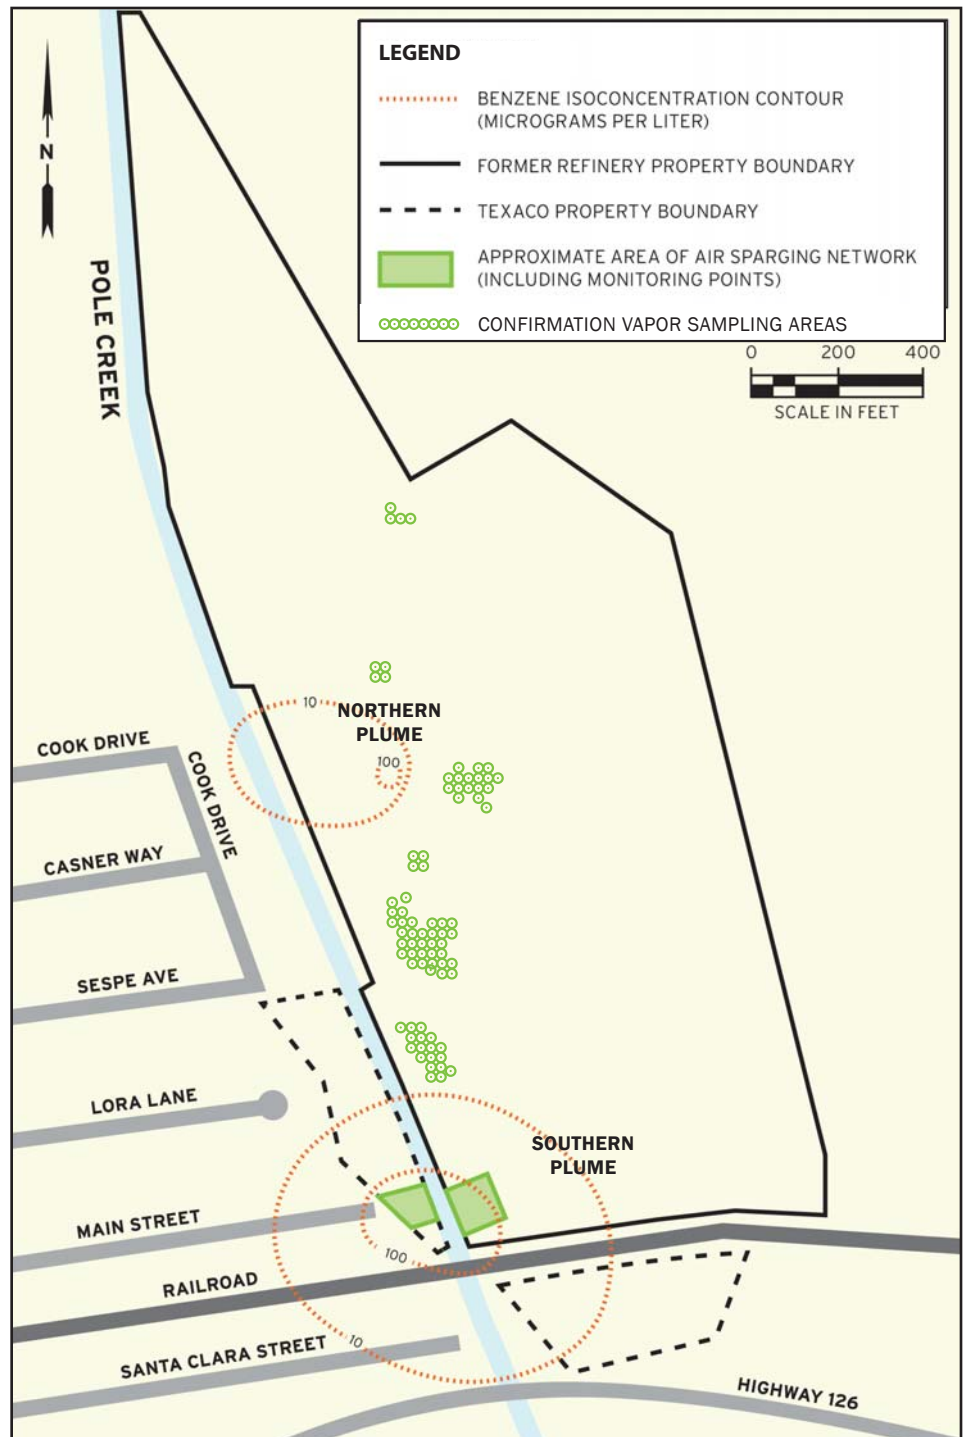 LEGEND
BENZENE ISOCONCENTRATION CONTOUR
(MICROGRAMS PER LITER)
FORMER REFINERY PROPERTY BOUNDARY
TEXACO PROPERTY BOUNDARY
APPROXIMATE AREA OF AIR SPARGING NETWORK
(INCLUDING MONITORING POINTS)
CONFIRMATION VAPOR SAMPLING AREAS
0 200 400
SCALE IN FEET
N
POLE CREEK
10
NORTHERN
PLUME
100
COOK DRIVE
COOK DRIVE
CASNER WAY
SESPE AVE
LORA LANE
SOUTHERN
PLUME
MAIN STREET
100
RAILROAD
10
SANTA CLARA STREET
HIGHWAY 126